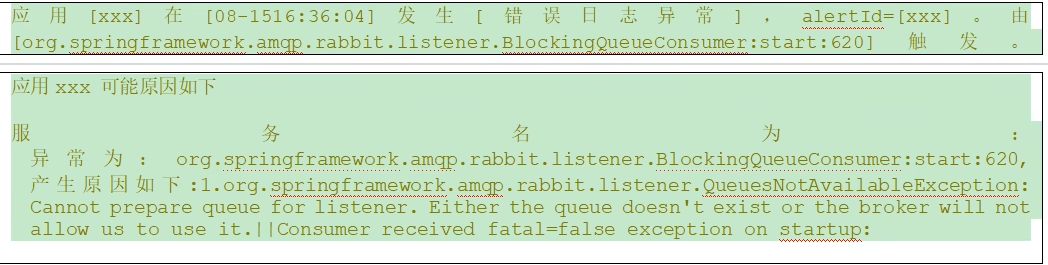 应用[xxx]在[08-1516:36:04]发生[错误日志异常]，alertId=[xxx]。由
[org.springframework.amqp.rabbit.listener.BlockingQueueConsumer:start:620]触发。
应用xxx 可能原因如下
服务名为：
异常为：org.springframework.amqp.rabbit.listener.BlockingQueueConsumer:start:620,
产生原因如下:1.org.springframework.amqp.rabbit.listener.QueuesNotAvailableException:
Cannot prepare queue for listener. Either the queue doesn't exist or the broker will not
allow us to use it.||Consumer received fatal=false exception on startup: